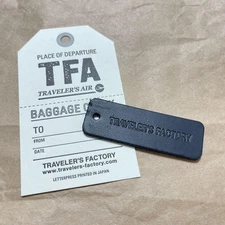 PLACE OF DEPARTURE
TFA
TRAVELER'S AIR
BAGGAGE
TO
FROM
DATE
TRAVELER'S FACTORY
www.travelers-factory.com
LETTERPRESS PRINTED IN JAPAN
TRAVELER'S FACTORY